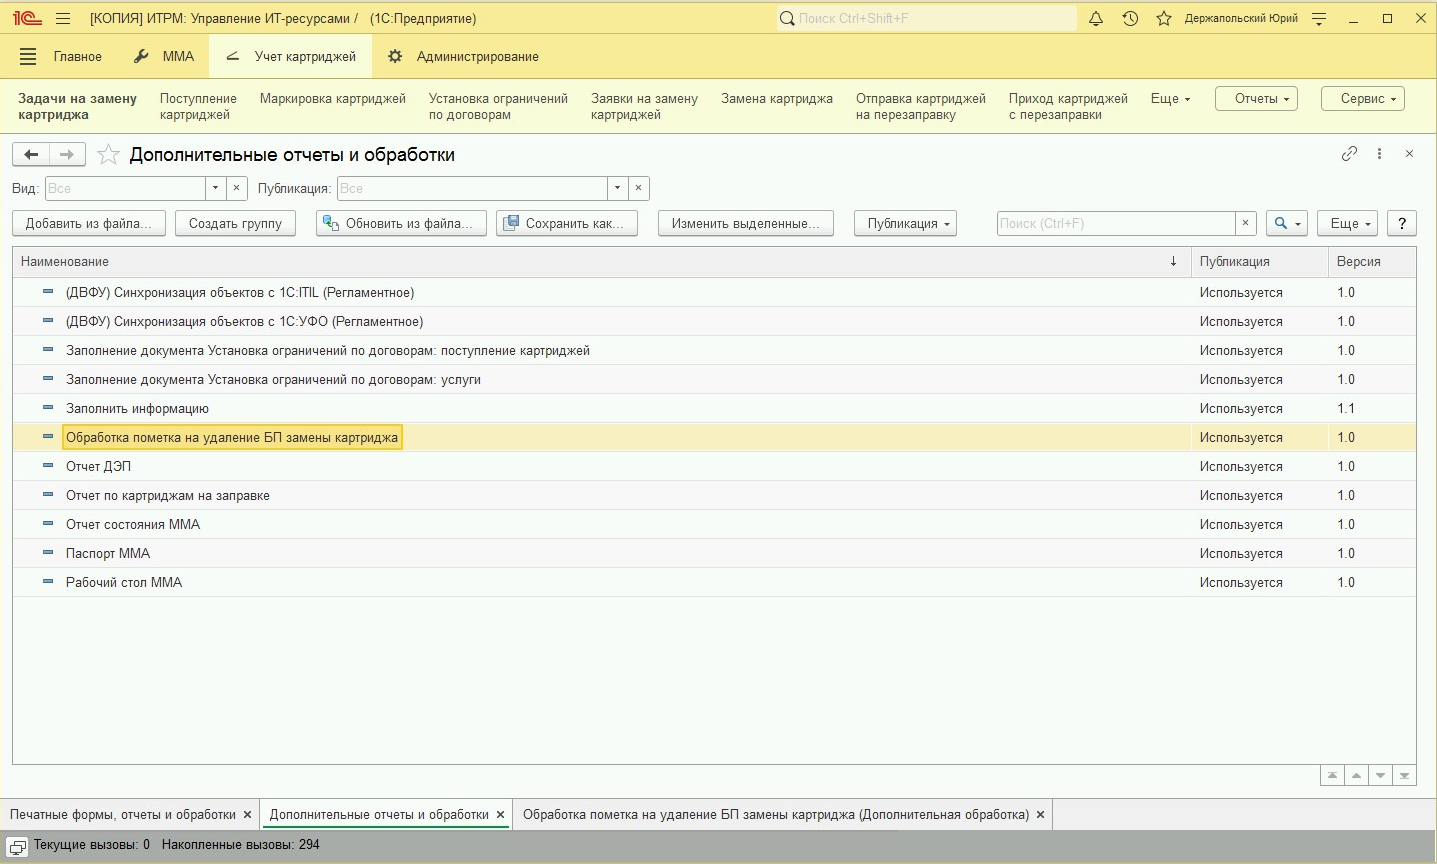 1С [КОПИЯ] ИТРМ: Управление ИТ-ресурсами / (1С:Предприятие) Поиск Ctrl+Shift+F Держапольский Юрий
Главное ММА Учет картриджей Администрирование
Задачи на замену картриджа
Поступление картриджей
Маркировка картриджей
Установка ограничений по договорам
Заявки на замену картриджей
Замена картриджа
Отправка картриджей на перезаправку
Приход картриджей с перезаправки
Еще
Отчеты
Сервис
Дополнительные отчеты и обработки
Вид: Все Публикация: Все
Добавить из файла... Создать группу Обновить из файла... Сохранить как... Изменить выделенные... Публикация Поиск (Ctrl+F) Еще ?
Наименование ↓ Публикация Версия
(ДВФУ) Синхронизация объектов с 1С:ITIL (Регламентное) Используется 1.0
(ДВФУ) Синхронизация объектов с 1С:УФО (Регламентное) Используется 1.0
Заполнение документа Установка ограничений по договорам: поступление картриджей Используется 1.0
Заполнение документа Установка ограничений по договорам: услуги Используется 1.0
Заполнить информацию Используется 1.1
Обработка пометка на удаление БП замены картриджа Используется 1.0
Отчет ДЭП Используется 1.0
Отчет по картриджам на заправке Используется 1.0
Отчет состояния ММА Используется 1.0
Паспорт ММА Используется 1.0
Рабочий стол ММА Используется 1.0
Печатные формы, отчеты и обработки Дополнительные отчеты и обработки Обработка пометка на удаление БП замены картриджа (Дополнительная обработка)
Текущие вызовы: 0 Накопленные вызовы: 294